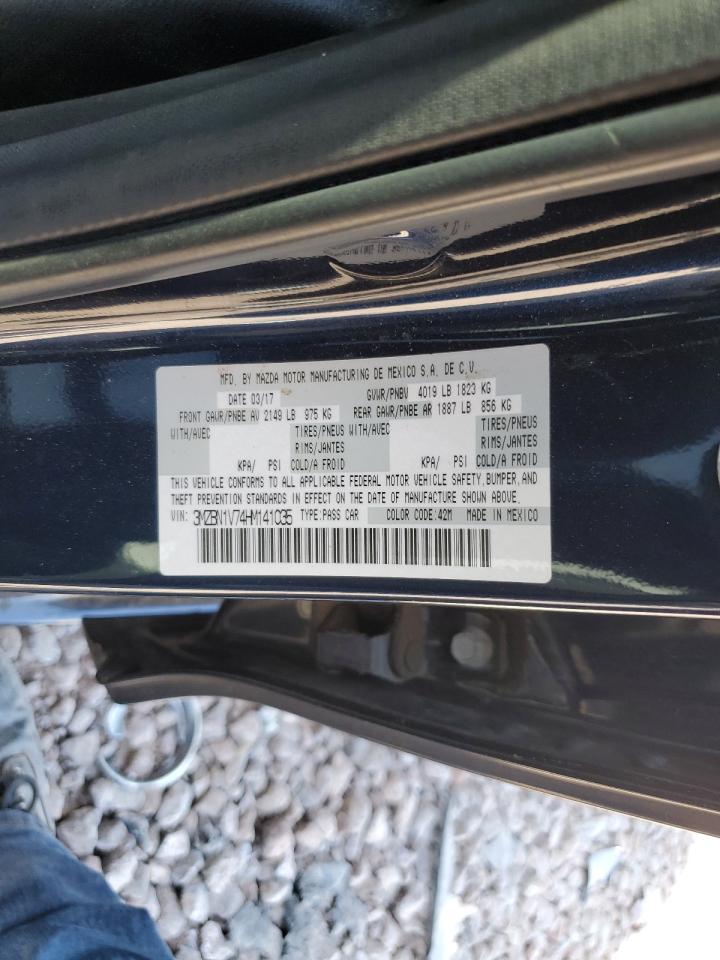 MFD. BY MAZDA MOTOR MANUFACTURING DE MEXICO S.A. DE C.V.
DATE 03/17 GVWR/PNBV 4019 LB 1823 KG
FRONT GAWR/PNBE AV 2149 LB 975 KG REAR GAWR/PNBE AR 1887 LB 856 KG
WITH/AVEC TIRES/PNEUS WITH/AVEC TIRES/PNEUS
RIMS/JANTES RIMS/JANTES
KPA/ PSI COLD/A FROID KPA/ PSI COLD/A FROID
THIS VEHICLE CONFORMS TO ALL APPLICABLE FEDERAL MOTOR VEHICLE SAFETY, BUMPER, AND
THEFT PREVENTION STANDARDS IN EFFECT ON THE DATE OF MANUFACTURE SHOWN ABOVE.
VIN: 3MZBN1V74HM141035 TYPE:PASS CAR COLOR CODE:42M MADE IN MEXICO